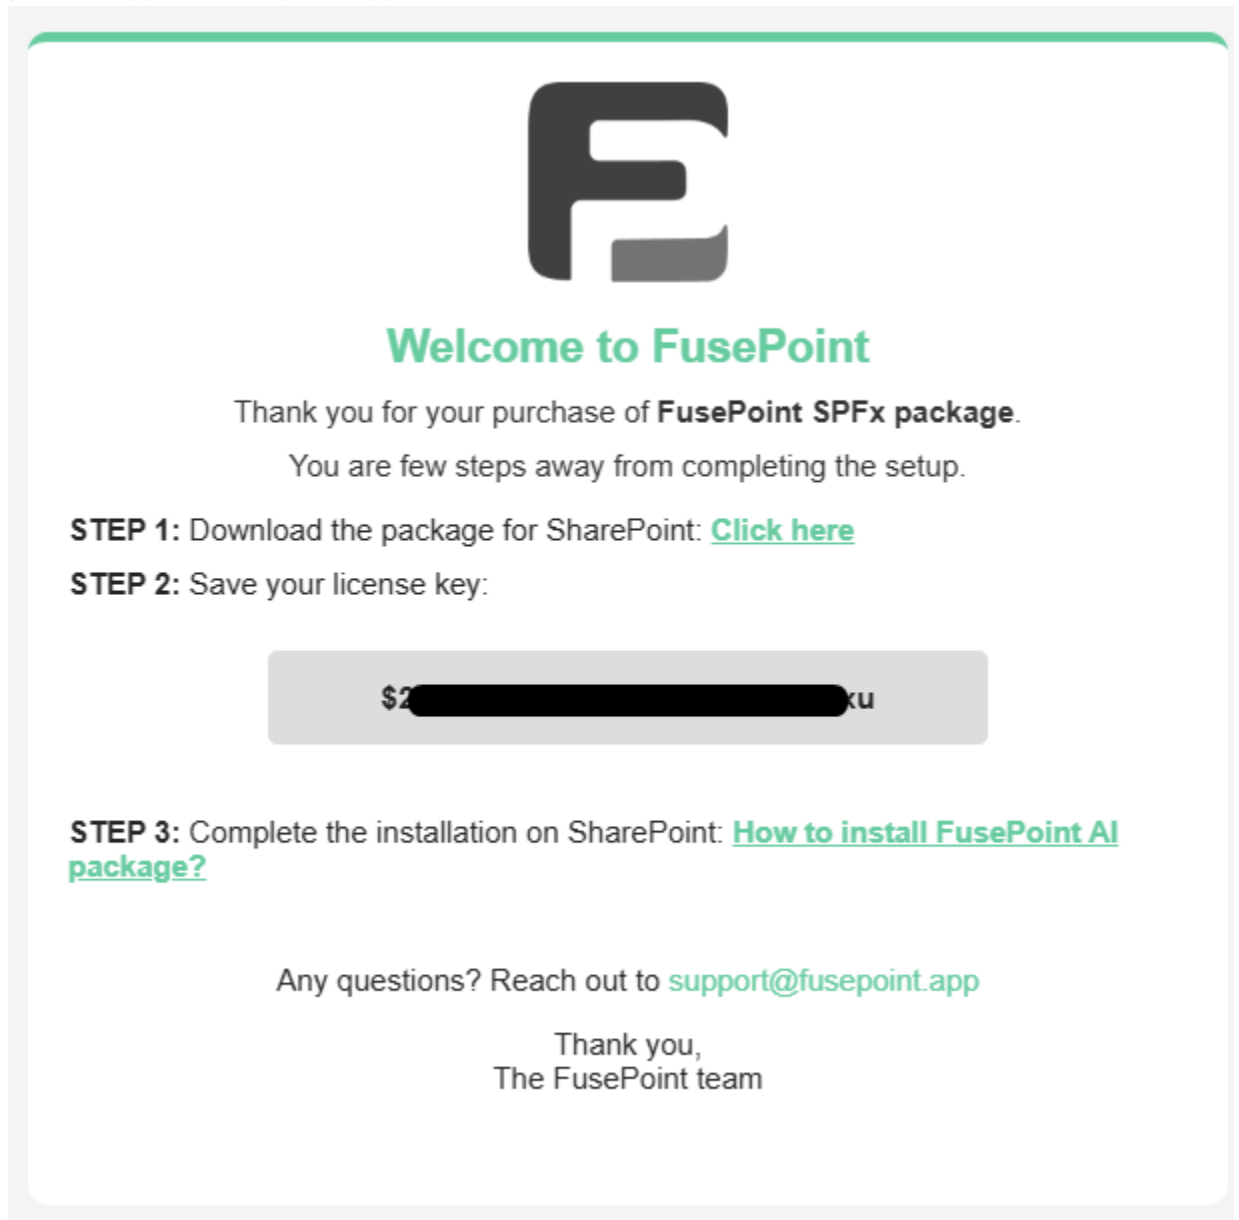 Welcome to FusePoint
Thank you for your purchase of FusePoint SPFx package.
You are few steps away from completing the setup.
STEP 1: Download the package for SharePoint: Click here
STEP 2: Save your license key:
$2 xu
STEP 3: Complete the installation on SharePoint: How to install FusePoint AI
package?
Any questions? Reach out to support@fusepoint.app
Thank you,
The FusePoint team